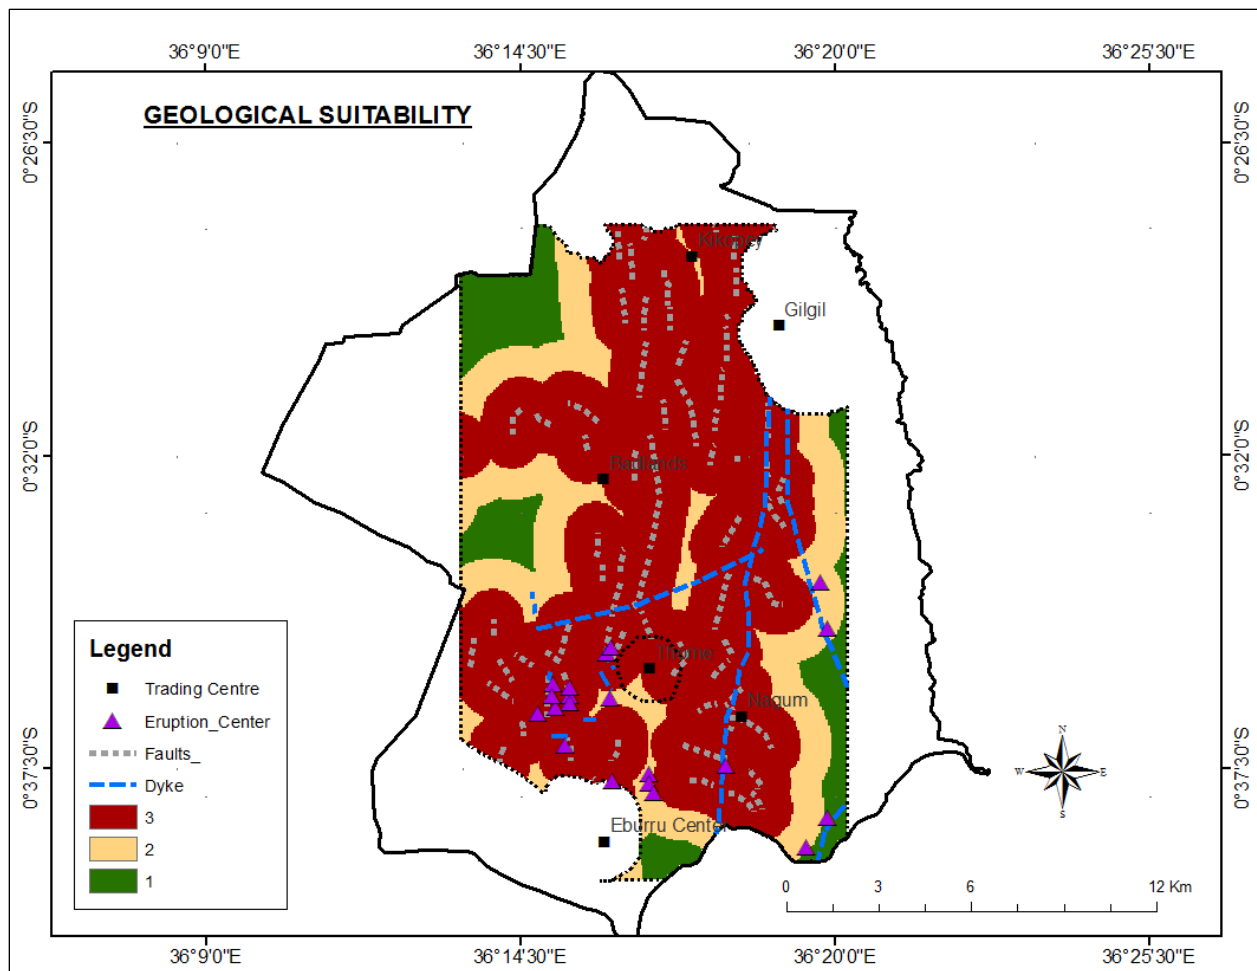 36°9'0"E 36°14'30"E 36°20'0"E 36°25'30"E
GEOLOGICAL SUITABILITY
0°26'30"S 0°26'30"S
Kikopey
Gilgil
0°32'0"S 0°32'0"S
Badlands
Thome
Nagum
0°37'30"S 0°37'30"S
Eburru Center
Legend
Trading Centre
Eruption_Center
Faults_
Dyke
3
2
1
N
W E
S
0 3 6 12 Km
36°9'0"E 36°14'30"E 36°20'0"E 36°25'30"E